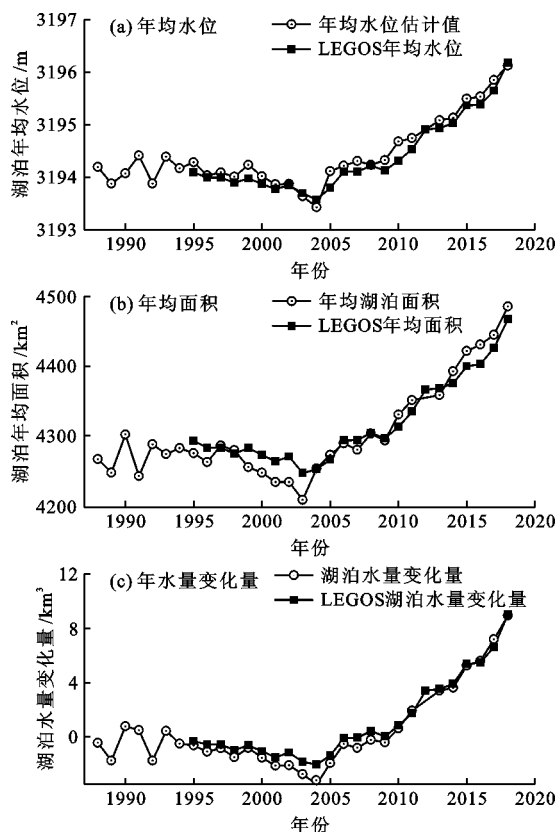 3197
(a) 年均水位
年均水位估计值
LEGOS年均水位
3196
3195
3194
3193
湖泊年均水位/m
1990 1995 2000 2005 2010 2015 2020
年份
4500
(b) 年均面积
年均湖泊面积
LEGOS年均面积
4400
4300
4200
湖泊年均面积/km²
1990 1995 2000 2005 2010 2015 2020
年份
12
(c) 年水量变化量
湖泊水量变化量
LEGOS湖泊水量变化量
8
4
0
湖泊水量变化量/km³
1990 1995 2000 2005 2010 2015 2020
年份